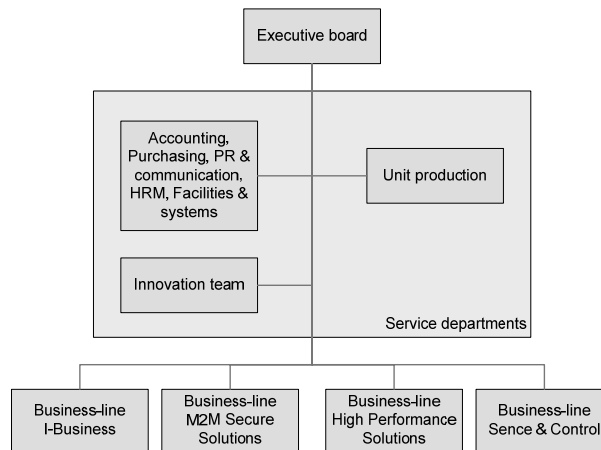 Executive board
Accounting,
Purchasing, PR &
communication,
HRM, Facilities &
systems
Unit production
Innovation team
Service departments
Business-line
I-Business
Business-line
M2M Secure
Solutions
Business-line
High Performance
Solutions
Business-line
Sence & Control